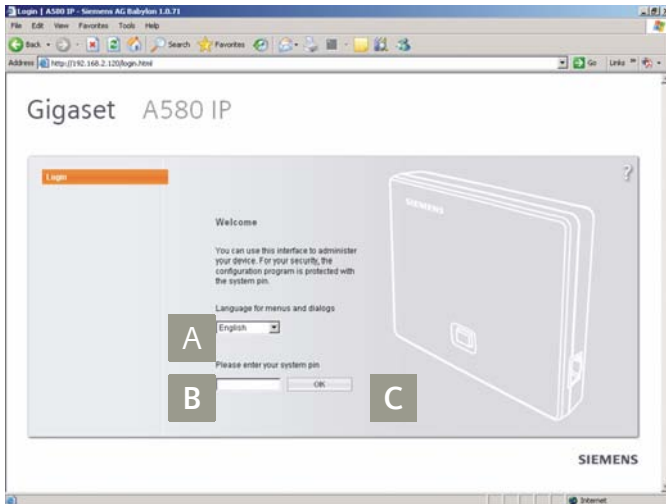 Login | A580 IP - Siemens AG Babylon 1.0.71
File Edit View Favorites Tools Help
Back Search Favorites
Address http://192.168.2.120/login.html Go Links »
Gigaset A580 IP
Login
?
SIEMENS
Welcome
You can use this interface to administer
your device. For your security, the
configuration program is protected with
the system pin.
Language for menus and dialogs
A English
Please enter your system pin
B OK C
SIEMENS
Internet